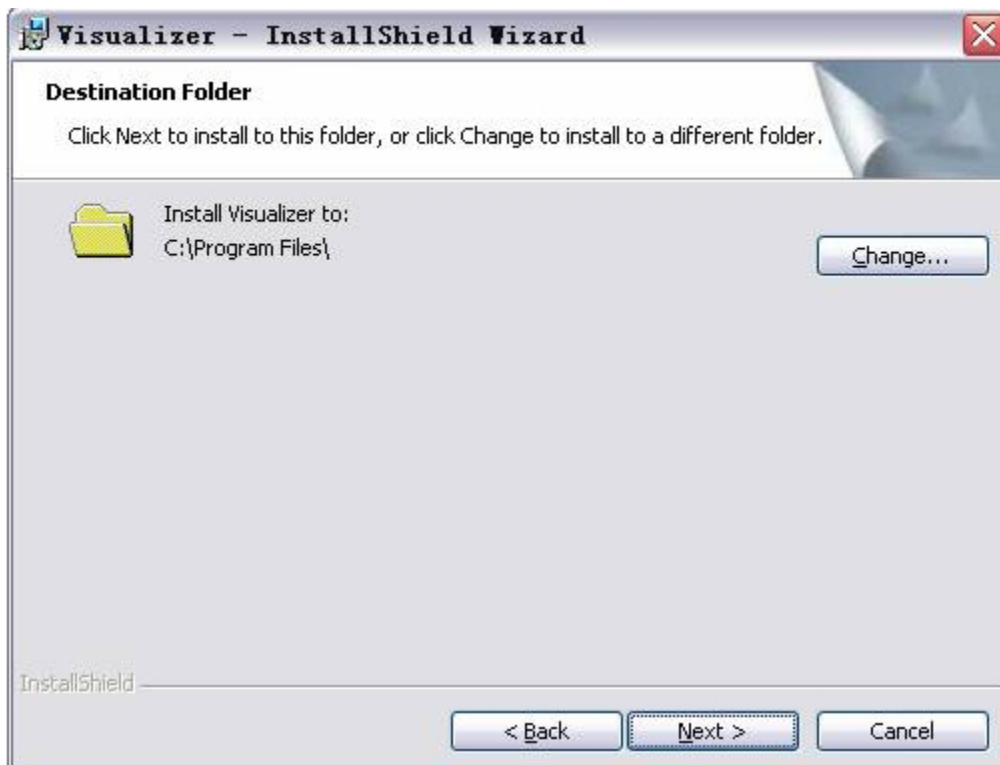 Visualizer - InstallShield Wizard
Destination Folder
Click Next to install to this folder, or click Change to install to a different folder.
Install Visualizer to:
C:\Program Files\
Change...
InstallShield
< Back
Next >
Cancel